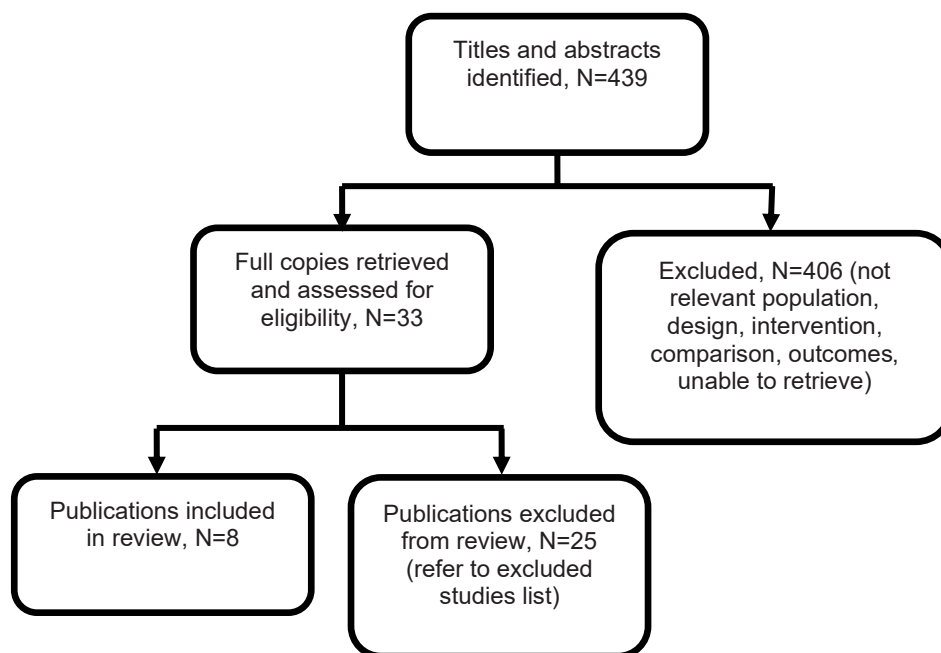 Titles and abstracts
identified, N=439
Full copies retrieved
and assessed for
eligibility, N=33
Excluded, N=406 (not
relevant population,
design, intervention,
comparison, outcomes,
unable to retrieve)
Publications included
in review, N=8
Publications excluded
from review, N=25
(refer to excluded
studies list)